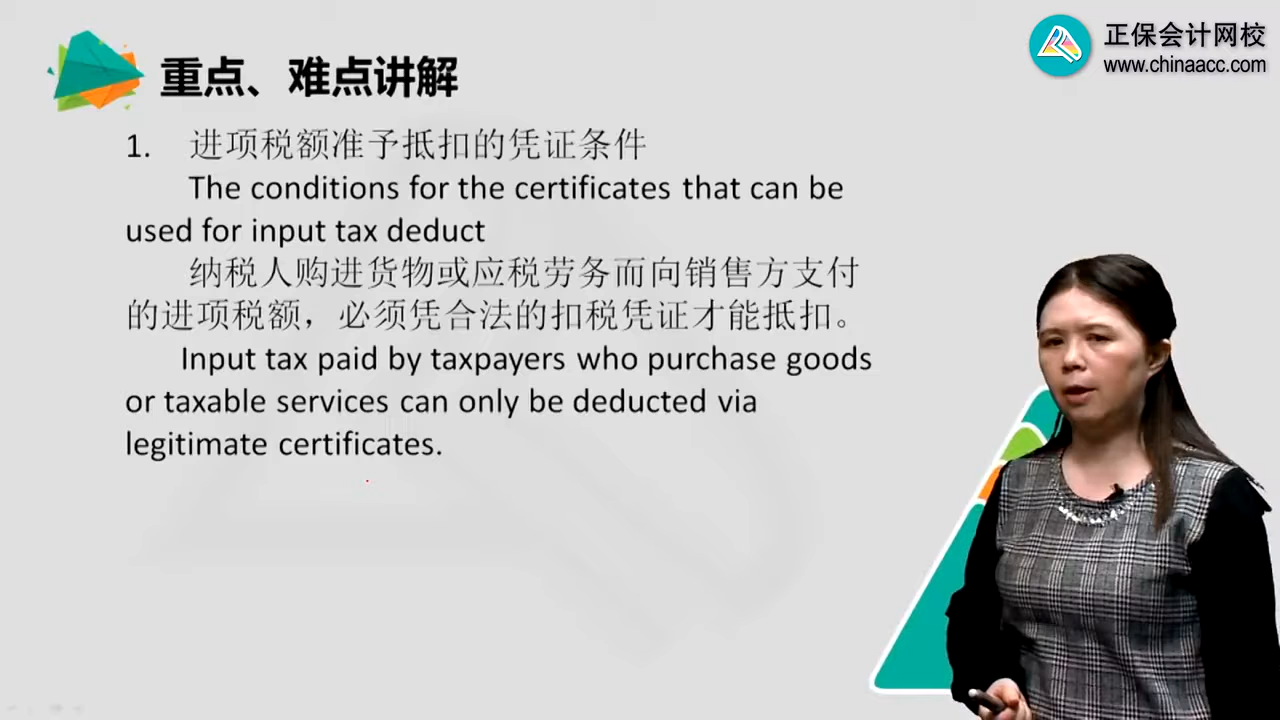 正保会计网校
www.chinaacc.com
重点、难点讲解
1. 进项税额准予抵扣的凭证条件
The conditions for the certificates that can be
used for input tax deduct
纳税人购进货物或应税劳务而向销售方支付
的进项税额，必须凭合法的扣税凭证才能抵扣。
Input tax paid by taxpayers who purchase goods
or taxable services can only be deducted via
legitimate certificates.